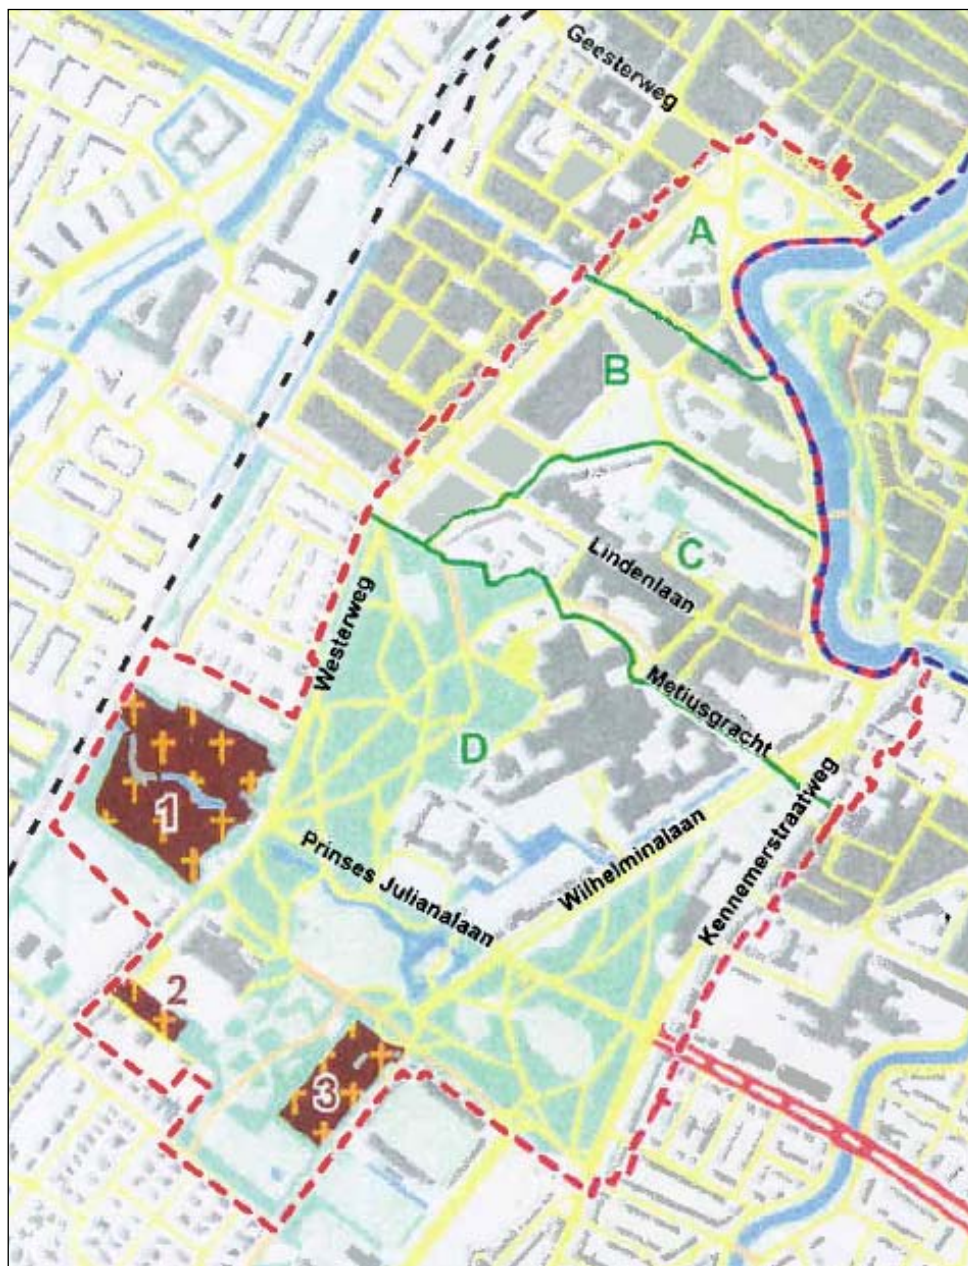 Geesterweg
A
B
C
Lindenlaan
Westerweg
Metiusgracht
D
1
Prinses Julianalaan
Wilhelminalaan
Kennemerstraatweg
2
3